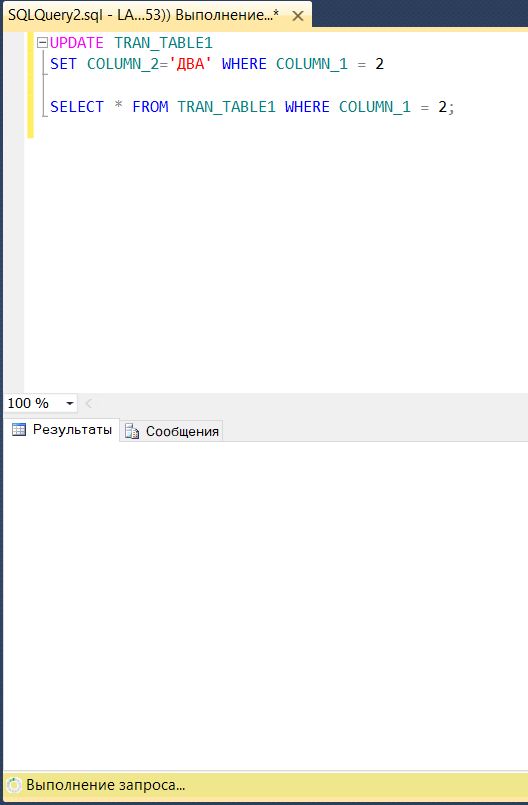 SQLQuery2.sql - LA...53)) Выполнение...*
UPDATE TRAN_TABLE1
SET COLUMN_2='ДВА' WHERE COLUMN_1 = 2
SELECT * FROM TRAN_TABLE1 WHERE COLUMN_1 = 2;
100 %
Результаты Сообщения
Выполнение запроса...